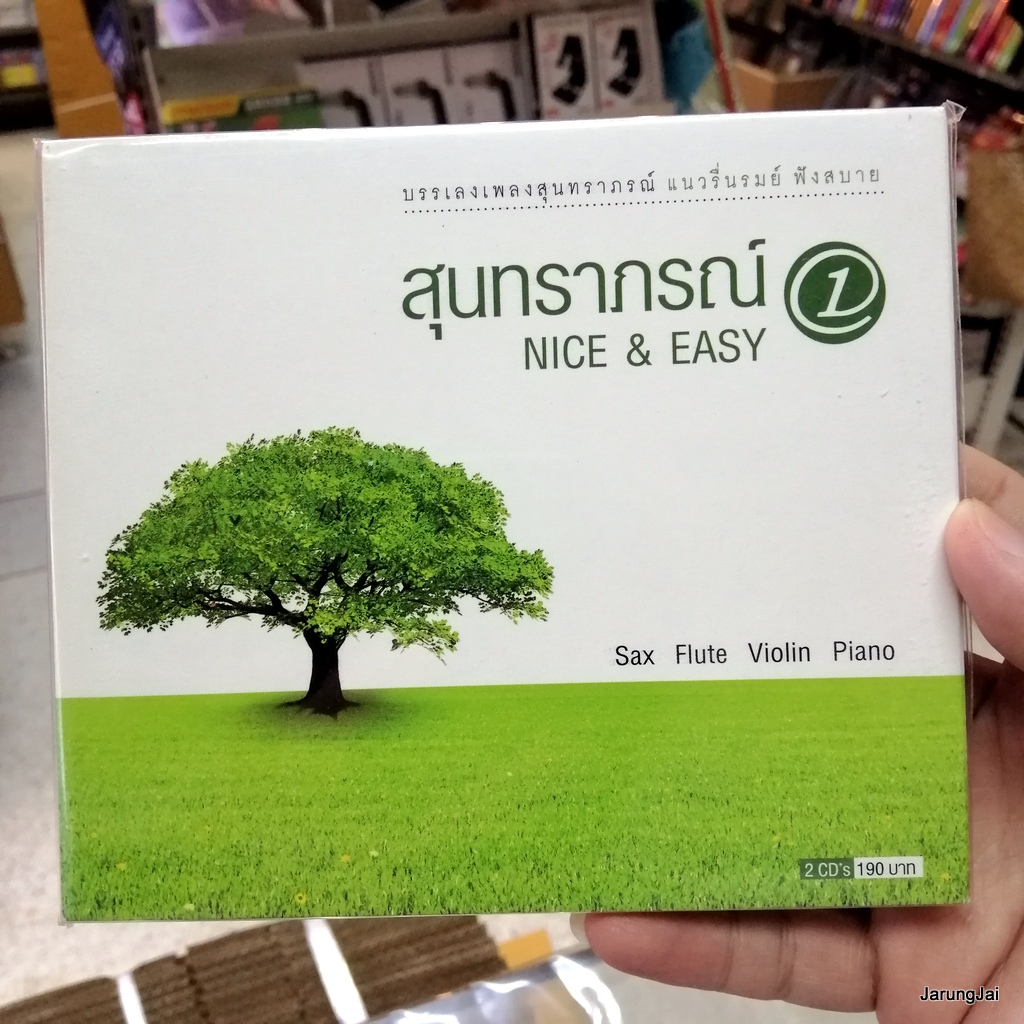 บรรเลงเพลงสุนทราภรณ์ แนวรื่นรมย์ ฟังสบาย
สุนทราภรณ์ 1
NICE & EASY
Sax Flute Violin Piano
2 CD's 190 บาท
JarungJai